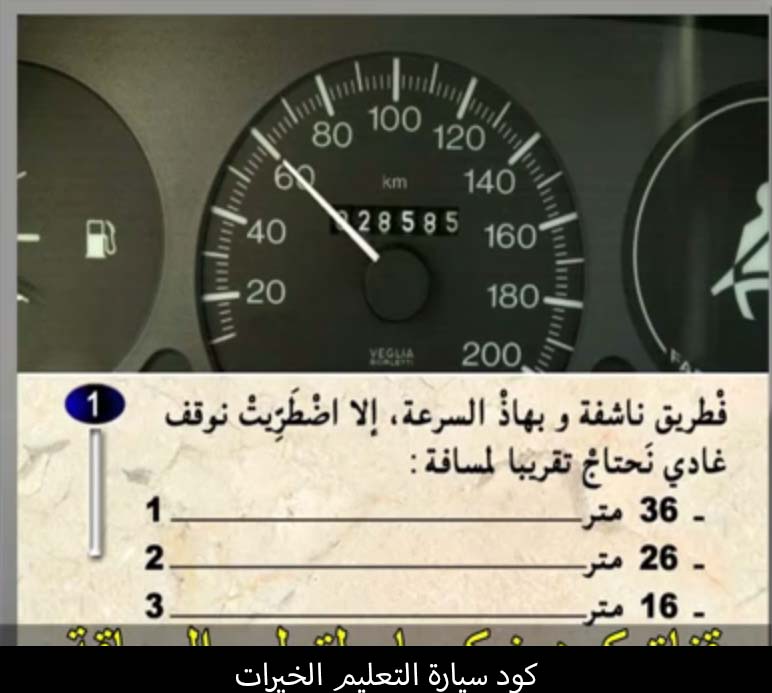 80
100
120
60
km
140
028585
40
160
20
180
VEGLIA
BORLETTI
200
1
فْطريق ناشفة و بهاذْ السرعة، إلا اضْطَرِّيتْ نوقف
غادي نَحتاجْ تقريبا لمسافة :
- 36 متر 1
- 26 متر 2
- 16 متر 3
كود سيارة التعليم الخيرات